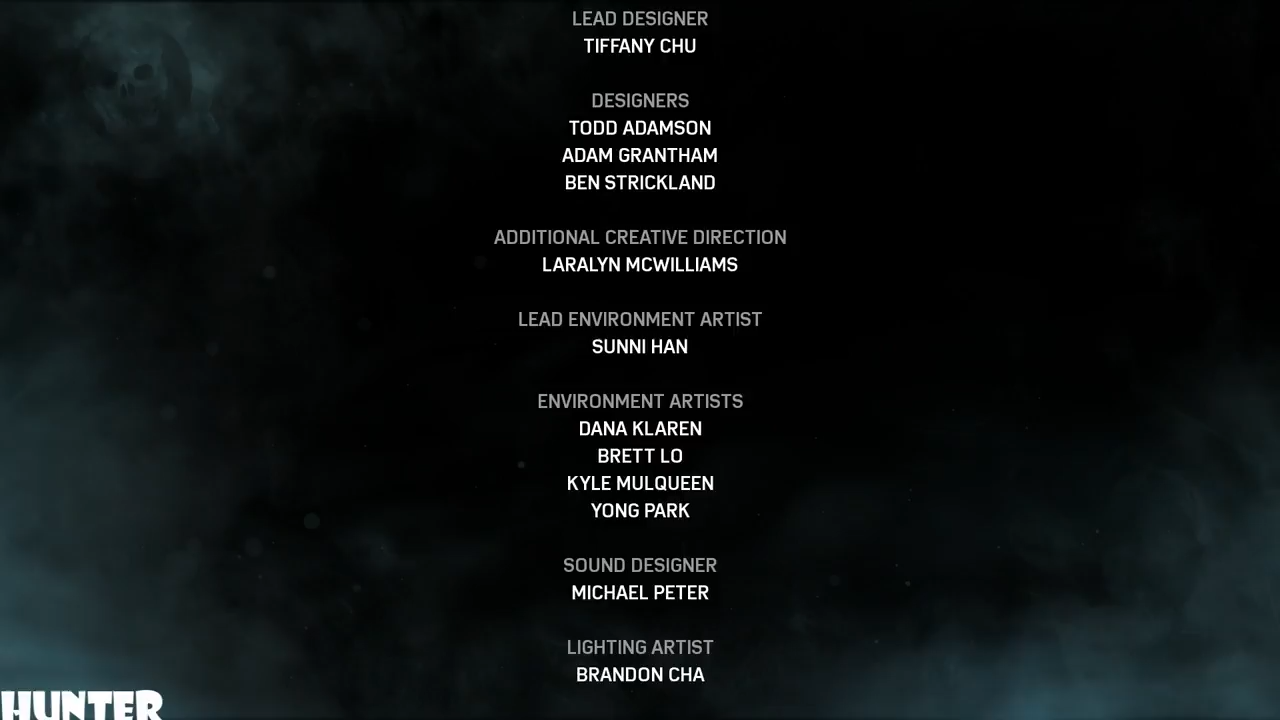 LEAD DESIGNER
TIFFANY CHU
DESIGNERS
TODD ADAMSON
ADAM GRANTHAM
BEN STRICKLAND
ADDITIONAL CREATIVE DIRECTION
LARALYN MCWILLIAMS
LEAD ENVIRONMENT ARTIST
SUNNI HAN
ENVIRONMENT ARTISTS
DANA KLAREN
BRETT LO
KYLE MULQUEEN
YONG PARK
SOUND DESIGNER
MICHAEL PETER
LIGHTING ARTIST
BRANDON CHA
HUNTER